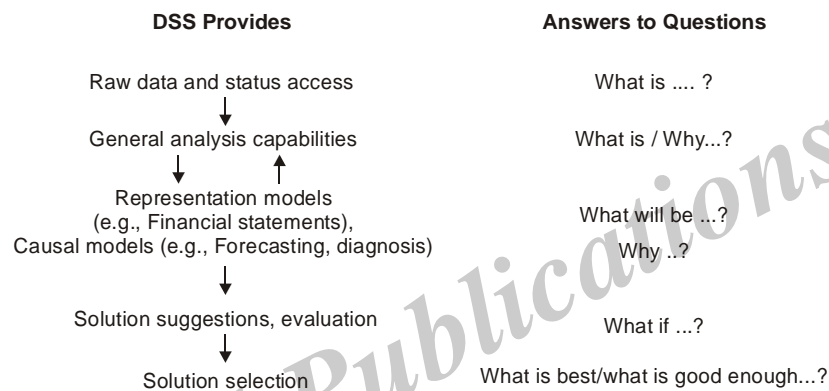 DSS Provides
Answers to Questions
Raw data and status access
What is .... ?
General analysis capabilities
What is / Why...?
Representation models
(e.g., Financial statements),
What will be ...?
Causal models (e.g., Forecasting, diagnosis)
Why ..?
Solution suggestions, evaluation
What if ...?
Solution selection
What is best/what is good enough...?
Publications